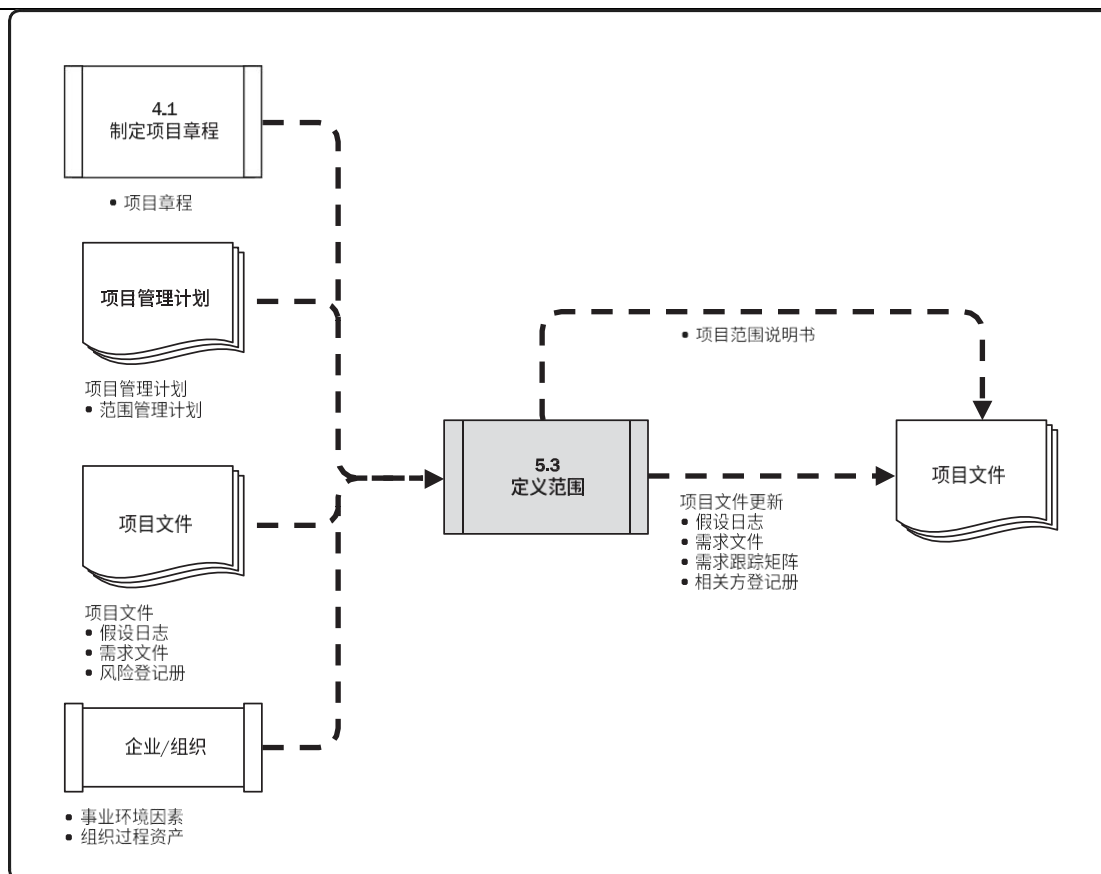 4.1
制定项目章程
• 项目章程
项目管理计划
项目管理计划
• 范围管理计划
项目文件
项目文件
• 假设日志
• 需求文件
• 风险登记册
企业/组织
• 事业环境因素
• 组织过程资产
5.3
定义范围
• 项目范围说明书
项目文件更新
• 假设日志
• 需求文件
• 需求跟踪矩阵
• 相关方登记册
项目文件